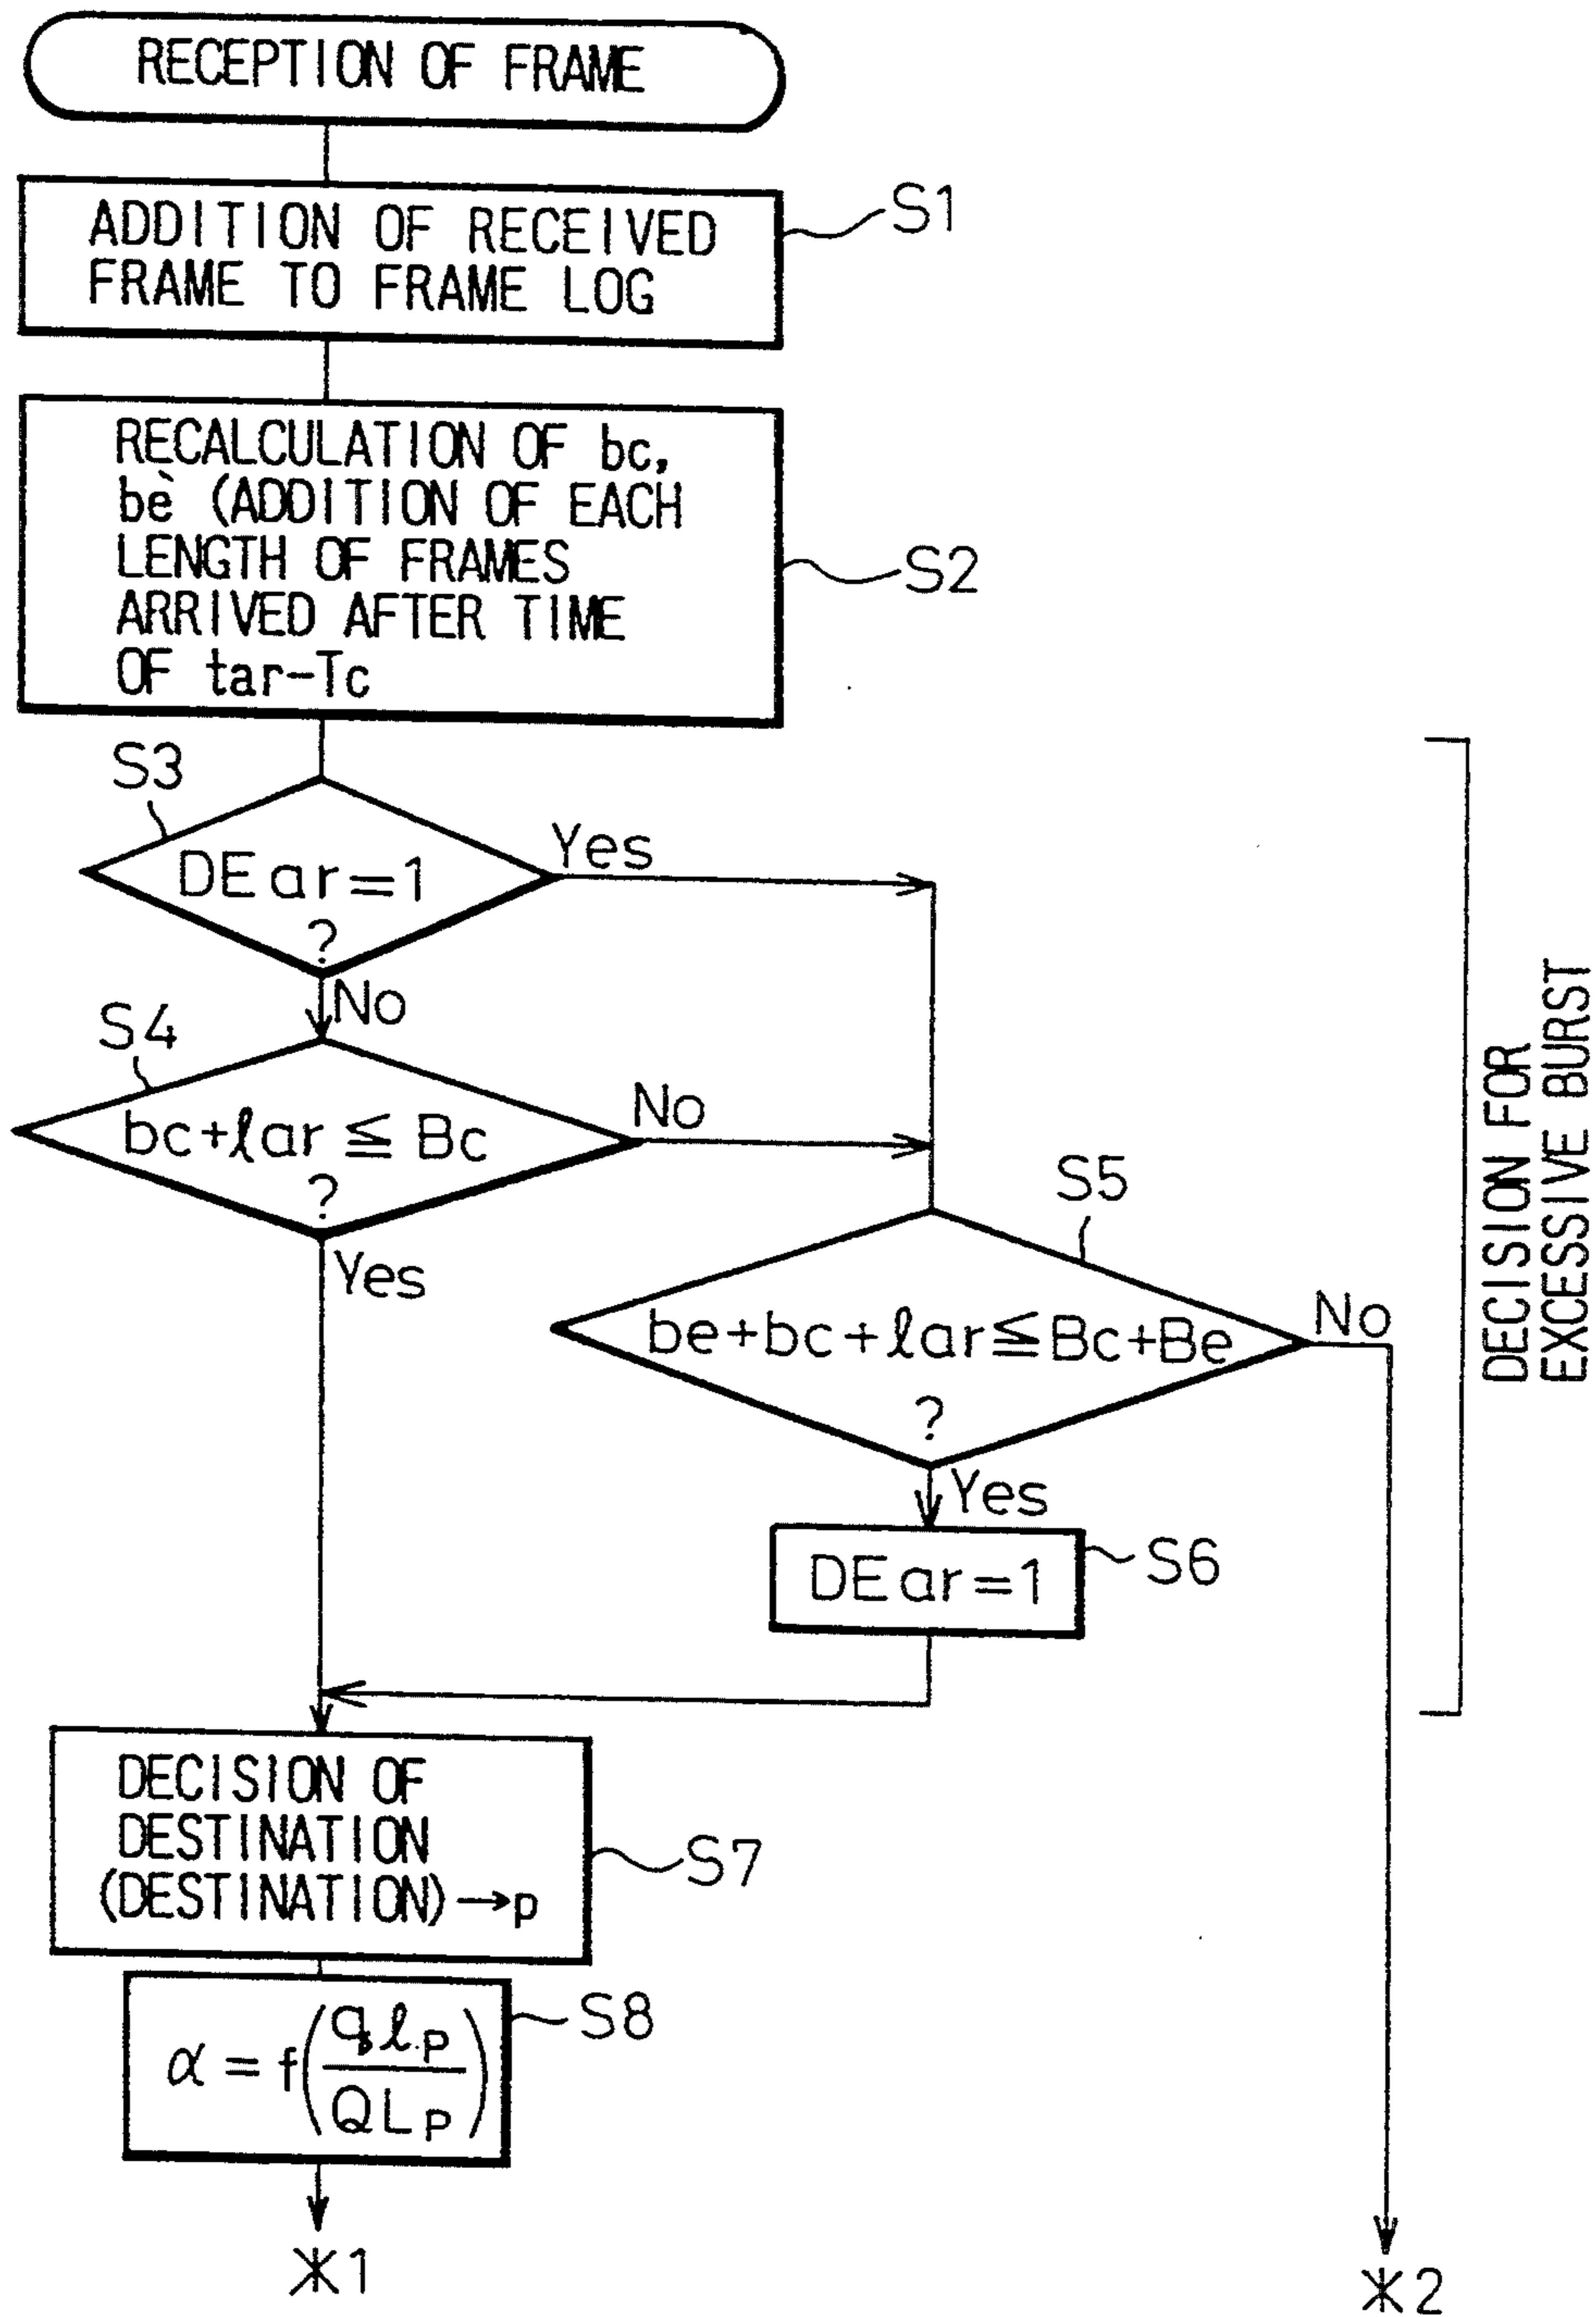 RECEPTION OF FRAME
ADDITION OF RECEIVED
FRAME TO FRAME LOG
S1
RECALCULATION OF bc,
be (ADDITION OF EACH
LENGTH OF FRAMES
ARRIVED AFTER TIME
OF tar-Tc
S2
S3
DEar=1
?
Yes
No
S4
bc+ℓar ≦ Bc
?
No
Yes
S5
be+bc+ℓar≦Bc+Be
?
No
Yes
DEar=1
S6
DECISION FOR
EXCESSIVE BURST
DECISION OF
DESTINATION
(DESTINATION)→p
S7
α = f(qℓp/QLp)
S8
※1
※2